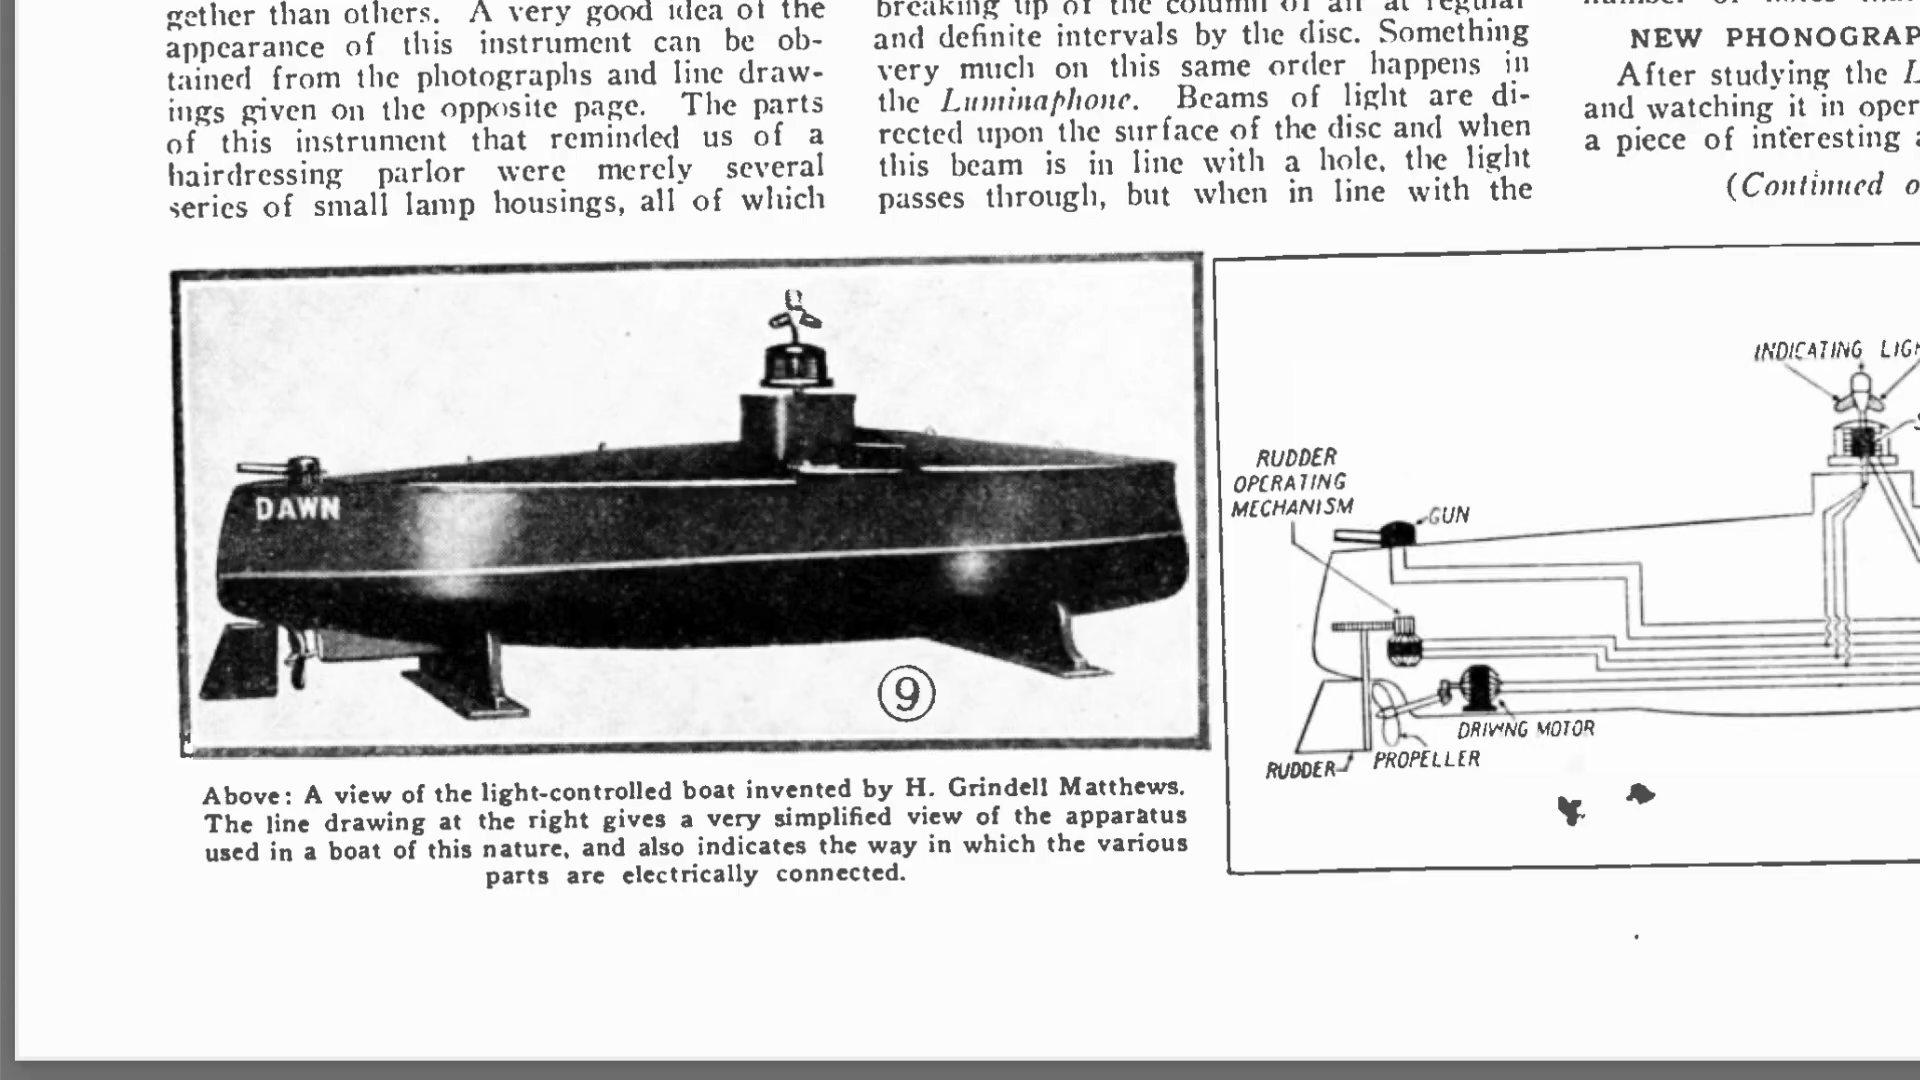 gether than others. A very good idea of the
appearance of this instrument can be ob-
tained from the photographs and line draw-
ings given on the opposite page. The parts
of this instrument that reminded us of a
hairdressing parlor were merely several
series of small lamp housings, all of which
breaking up of the column of air at regular
and definite intervals by the disc. Something
very much on this same order happens in
the Luminaphone. Beams of light are di-
rected upon the surface of the disc and when
this beam is in line with a hole, the light
passes through, but when in line with the
NEW PHONOGRAP
After studying the L
and watching it in oper
a piece of interesting a
(Continued o
DAWN
9
Above: A view of the light-controlled boat invented by H. Grindell Matthews.
The line drawing at the right gives a very simplified view of the apparatus
used in a boat of this nature, and also indicates the way in which the various
parts are electrically connected.
INDICATING LIGH
RUDDER
OPERATING
MECHANISM
GUN
DRIVING MOTOR
PROPELLER
RUDDER